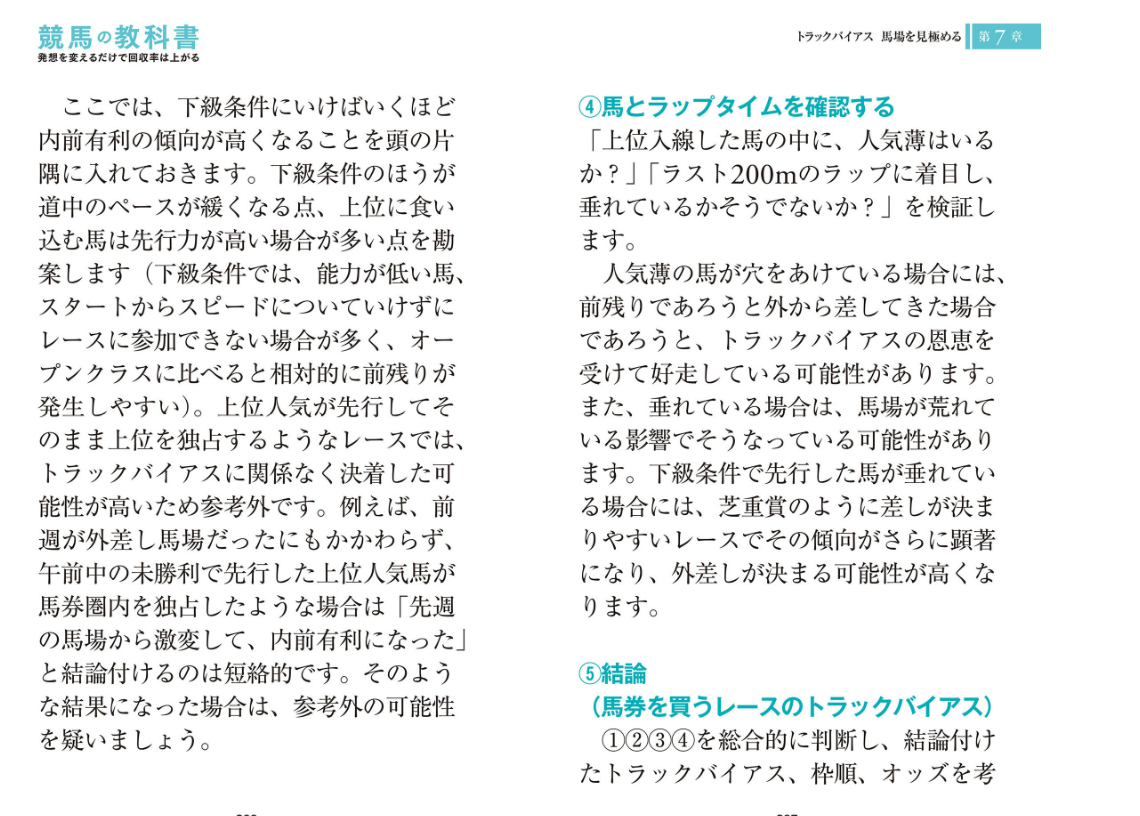 競馬の教科書
発想を変えるだけで回収率は上がる
ここでは、下級条件にいけばいくほど
内前有利の傾向が高くなることを頭の片
隅に入れておきます。下級条件のほうが
道中のペースが緩くなる点、上位に食い
込む馬は先行力が高い場合が多い点を勘
案します（下級条件では、能力が低い馬、
スタートからスピードについていけずに
レースに参加できない場合が多く、オー
プンクラスに比べると相対的に前残りが
発生しやすい）。上位人気が先行してそ
のまま上位を独占するようなレースでは、
トラックバイアスに関係なく決着した可
能性が高いため参考外です。例えば、前
週が外差し馬場だったにもかかわらず、
午前中の未勝利で先行した上位人気馬が
馬券圏内を独占したような場合は「先週
の馬場から激変して、内前有利になった」
と結論付けるのは短絡的です。そのよう
な結果になった場合は、参考外の可能性
を疑いましょう。
トラックバイアス 馬場を見極める 第7章
④馬とラップタイムを確認する
「上位入線した馬の中に、人気薄はいる
か？」「ラスト200mのラップに着目し、
垂れているかそうでないか？」を検証し
ます。
人気薄の馬が穴をあけている場合には、
前残りであろうと外から差してきた場合
であろうと、トラックバイアスの恩恵を
受けて好走している可能性があります。
また、垂れている場合は、馬場が荒れて
いる影響でそうなっている可能性があり
ます。下級条件で先行した馬が垂れてい
る場合には、芝重賞のように差しが決ま
りやすいレースでその傾向がさらに顕著
になり、外差しが決まる可能性が高くな
ります。
⑤結論
（馬券を買うレースのトラックバイアス）
①②③④を総合的に判断し、結論付け
たトラックバイアス、枠順、オッズを考